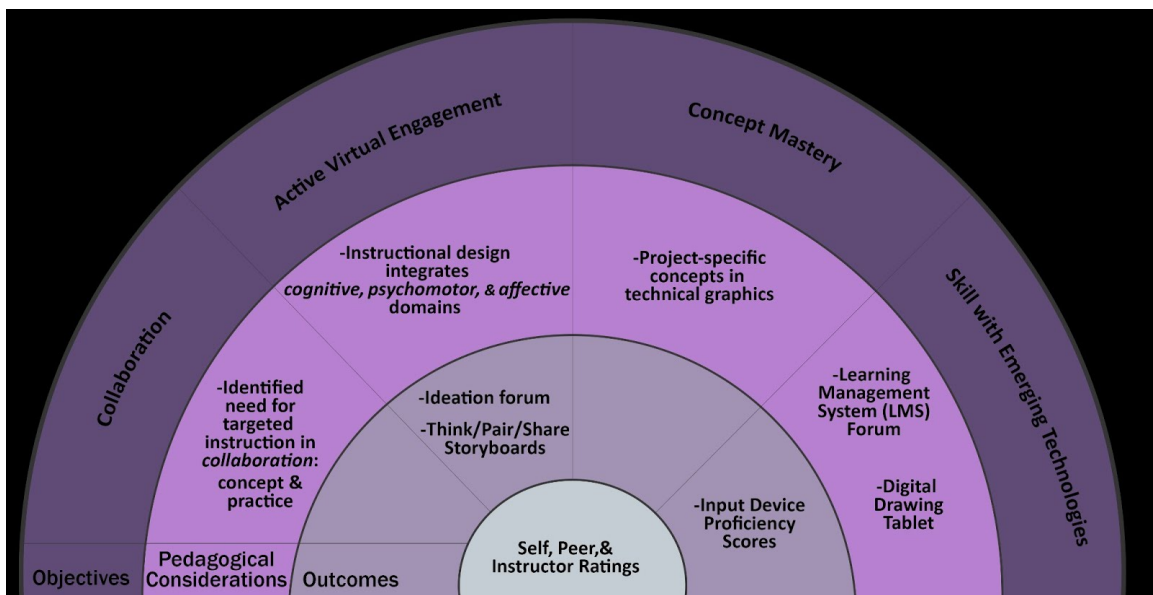 Collaboration
Active Virtual Engagement
Concept Mastery
Skill with Emerging Technologies
-Identified
need for
targeted
instruction in
collaboration:
concept &
practice
-Instructional design
integrates
cognitive, psychomotor, & affective
domains
-Project-specific
concepts in
technical graphics
-Learning
Management
System (LMS)
Forum
-Digital
Drawing
Tablet
-Ideation forum
-Think/Pair/Share
Storyboards
-Input Device
Proficiency
Scores
Self, Peer,&
Instructor Ratings
Objectives
Pedagogical
Considerations
Outcomes